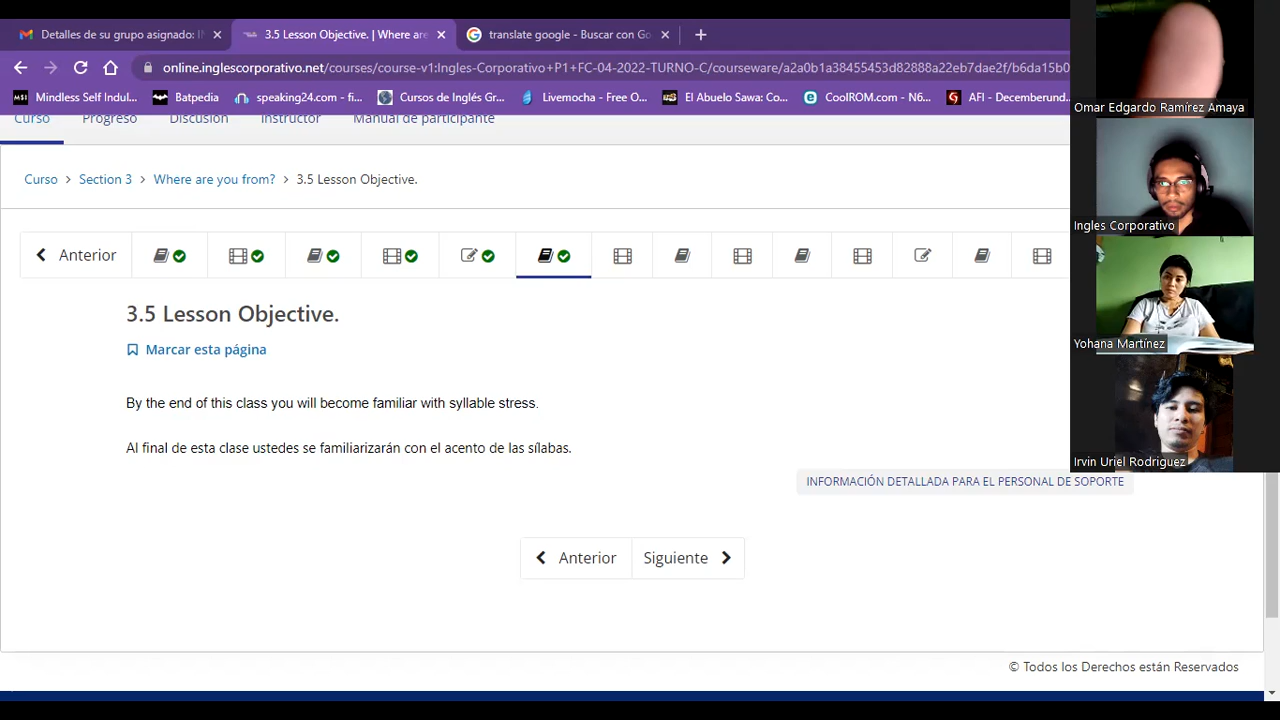 Detalles de su grupo asignado: I
3.5 Lesson Objective. | Where are
translate google - Buscar con Go
online.inglescorporativo.net/courses/course-v1:Ingles-Corporativo+P1+FC-04-2022-TURNO-C/courseware/a2a0b1a38455453d82888a22eb7dae2f/b6da15b0
Mindless Self Indul...
Batpedia
speaking24.com - fi...
Cursos de Inglés Gr...
Livemocha - Free O...
El Abuelo Sawa: Co...
CoolROM.com - N6...
AFI - Decemberund...
Curso
Progreso
Discusión
Instructor
Manual de participante
Curso > Section 3 > Where are you from? > 3.5 Lesson Objective.
Anterior
3.5 Lesson Objective.
Marcar esta página
By the end of this class you will become familiar with syllable stress.
Al final de esta clase ustedes se familiarizarán con el acento de las sílabas.
INFORMACIÓN DETALLADA PARA EL PERSONAL DE SOPORTE
Anterior
Siguiente
© Todos los Derechos están Reservados
Omar Edgardo Ramírez Amaya
Ingles Corporativo
Yohana Martínez
Irvin Uriel Rodriguez